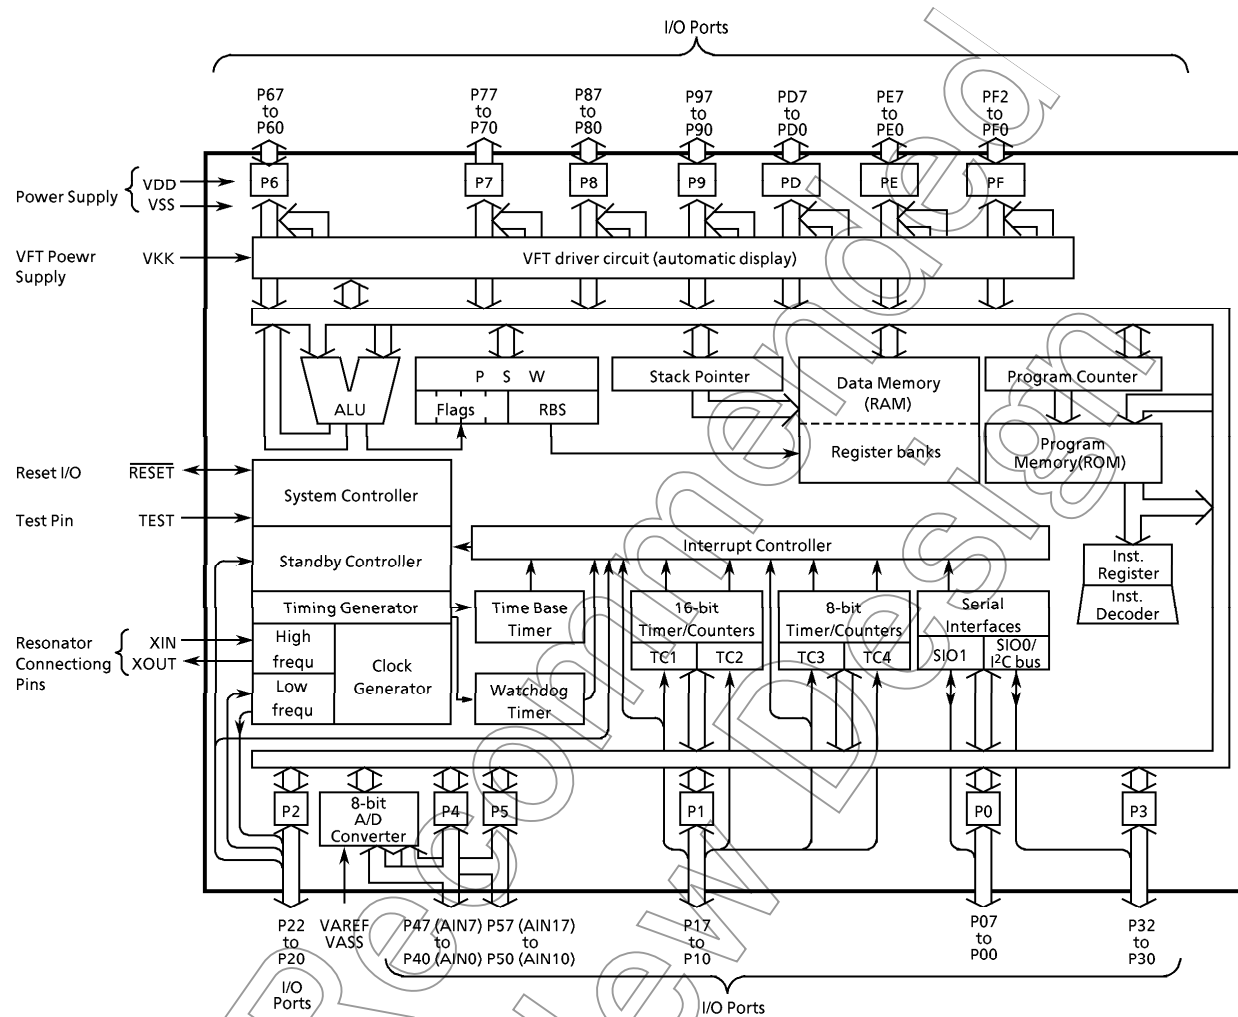 I/O Ports
P67 to P60
P77 to P70
P87 to P80
P97 to P90
PD7 to PD0
PE7 to PE0
PF2 to PF0
Power Supply
VDD
VSS
P6
P7
P8
P9
PD
PE
PF
VFT Poewr Supply
VKK
VFT driver circuit (automatic display)
ALU
P S W
Flags
RBS
Stack Pointer
Data Memory (RAM)
Register banks
Program Counter
Program Memory(ROM)
Reset I/O
RESET
Test Pin
TEST
System Controller
Standby Controller
Interrupt Controller
Inst. Register
Inst. Decoder
Timing Generator
Time Base Timer
16-bit Timer/Counters
TC1
TC2
8-bit Timer/Counters
TC3
TC4
Serial Interfaces
SIO1
SIO0/ I²C bus
Resonator Connectiong Pins
XIN
XOUT
High frequ
Low frequ
Clock Generator
Watchdog Timer
P2
8-bit A/D Converter
P4
P5
P1
P0
P3
P22 to P20
I/O Ports
VAREF
VASS
P47 (AIN7) to P40 (AIN0)
P57 (AIN17) to P50 (AIN10)
P17 to P10
P07 to P00
P32 to P30
I/O Ports
Recommended
New Design